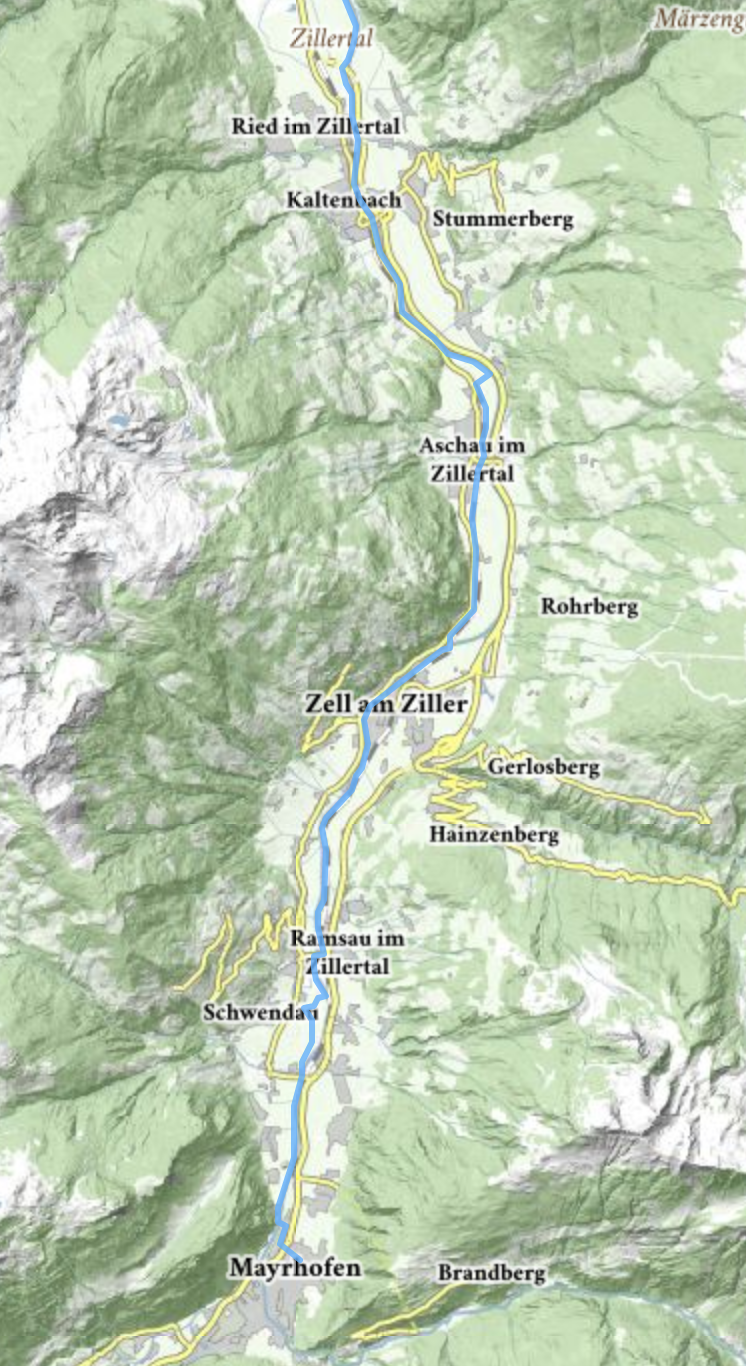 Märzeng
Zillertal
Ried im Zillertal
Kaltenbach
Stummerberg
Aschau im
Zillertal
Rohrberg
Zell am Ziller
Gerlosberg
Hainzenberg
Ramsau im
Zillertal
Schwendau
Mayrhofen
Brandberg